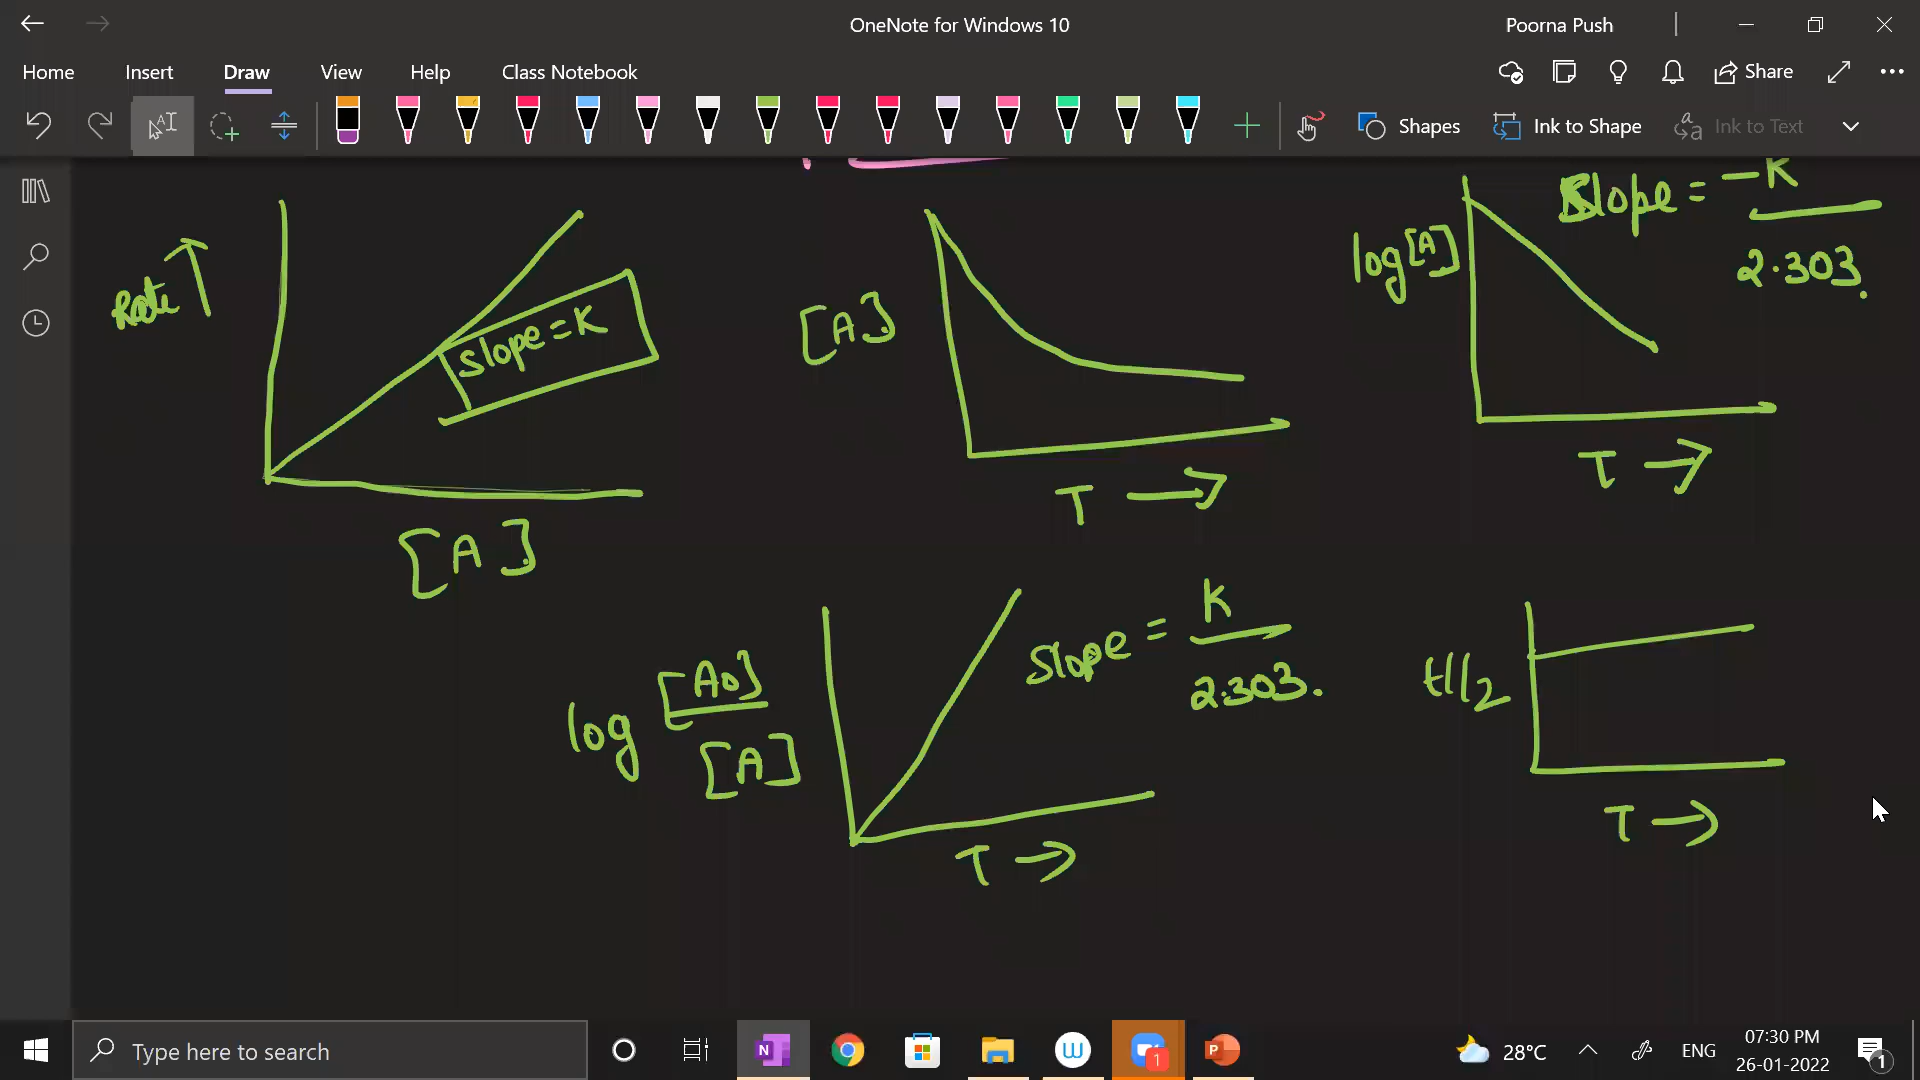 OneNote for Windows 10
Poorna Push
Home Insert Draw View Help Class Notebook
Share
Shapes
Ink to Shape
Ink to Text
Rate
slope = K
[A]
[A]
T
log[A]
Slope = -K
2.303.
T
log [A0]
[A]
slope = K
2.303.
T
t1/2
T
Type here to search
28°C
ENG
07:30 PM
26-01-2022